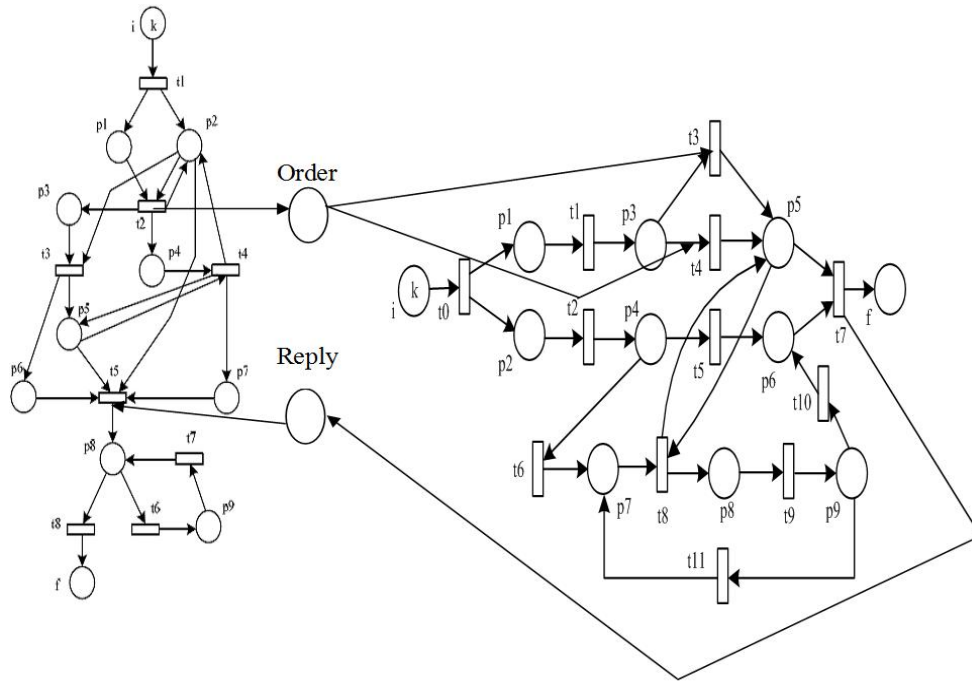 i k
t1
p1
p2
p3
t2
t3
p4
t4
p5
p6
t5
p7
t7
p8
t8
t6
p9
f
Order
Reply
t3
p1
t1
p3
p5
t4
k
i
t0
t2
p4
t7
f
p2
t5
p6
t10
t6
p7
t8
p8
t9
p9
t11